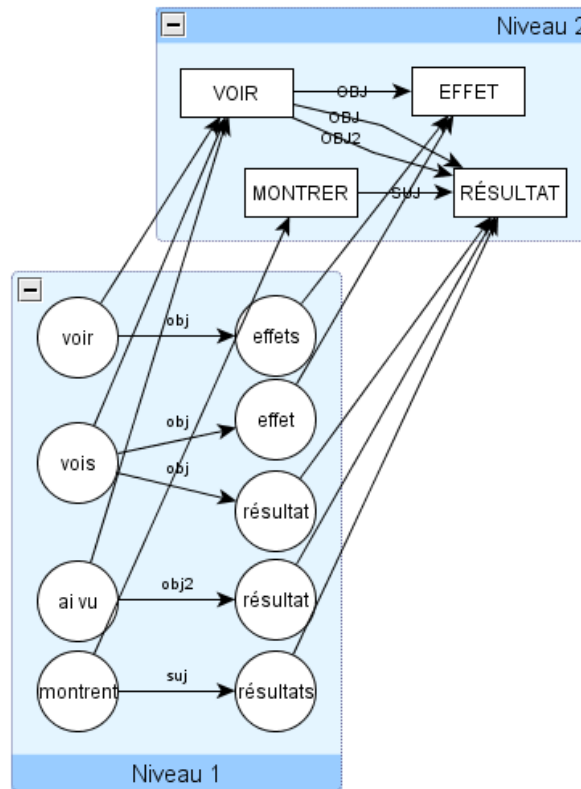 Niveau 2
VOIR OBJ EFFET
OBJ
OBJ2
MONTRER SUJ RÉSULTAT
voir obj effets
effet
vois obj
obj
résultat
ai vu obj2 résultat
montrent suj résultats
Niveau 1